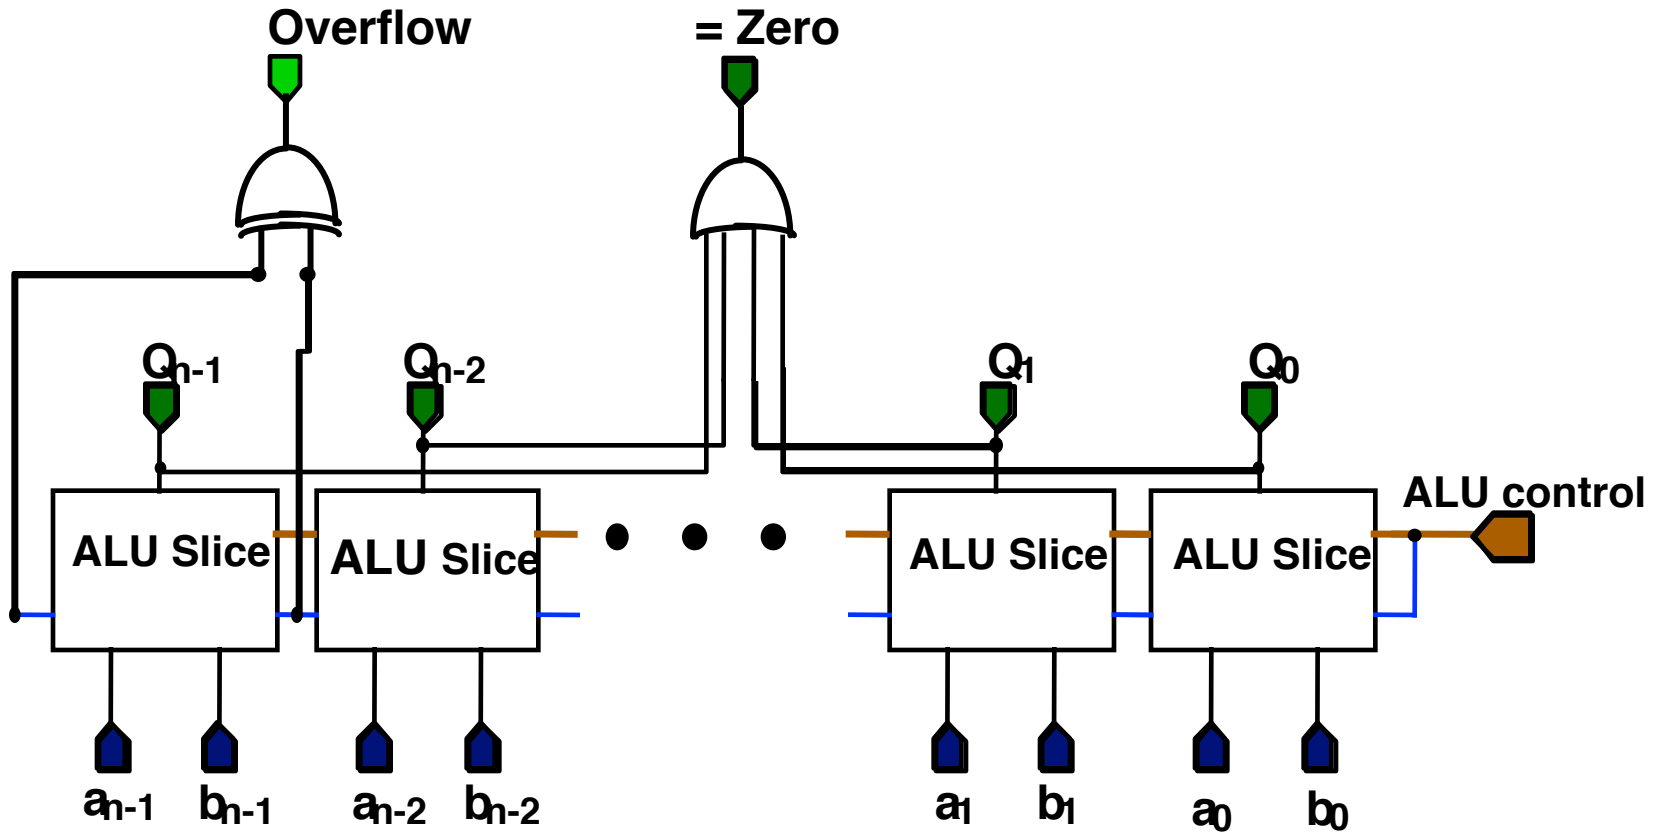 Overflow = Zero
Qn-1 Qn-2 Q1 Q0
ALU control
ALU Slice ALU Slice ALU Slice ALU Slice
an-1 bn-1 an-2 bn-2 a1 b1 a0 b0